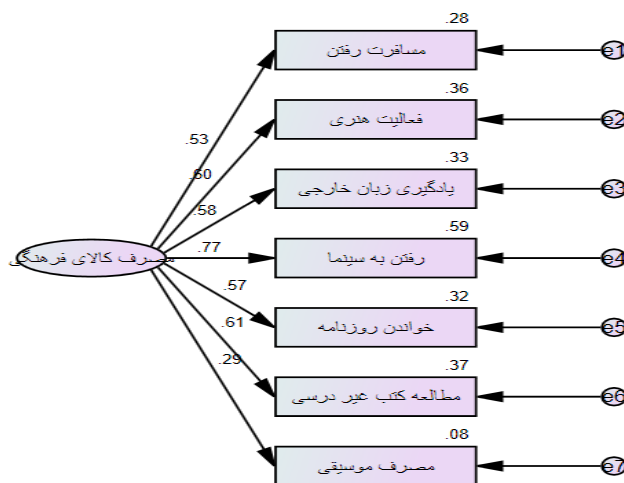 .28
مسافرت رفتن
e1
.36
فعالیت هنری
e2
.53
.60
.33
یادگیری زبان خارجی
e3
.58
.59
مصرف کالای فرهنگی
.77
رفتن به سینما
e4
.57
.32
خواندن روزنامه
e5
.61
.37
مطالعه کتب غیر درسی
e6
.29
.08
مصرف موسیقی
e7